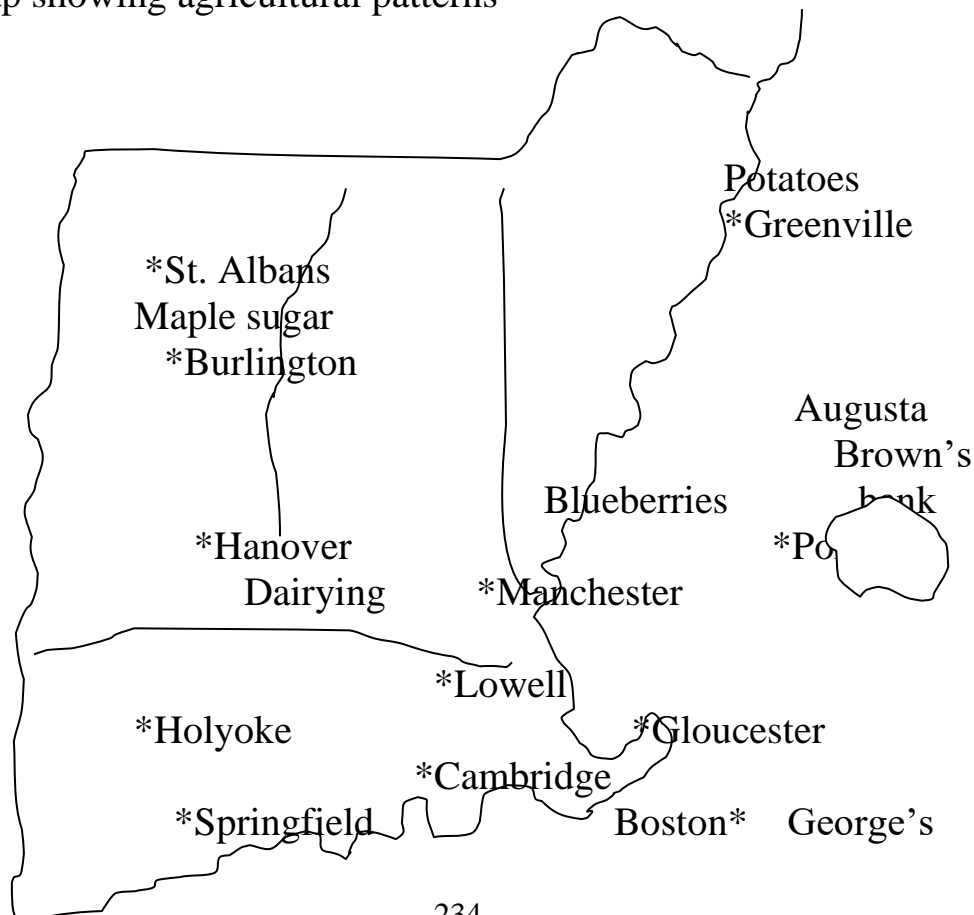 showing agricultural patterns
Potatoes
*Greenville
*St. Albans
Maple sugar
*Burlington
Augusta
Brown's
Blueberries bank
*Hanover
Dairying *Manchester
*Lowell
*Holyoke *Gloucester
*Cambridge
*Springfield Boston* George's
234